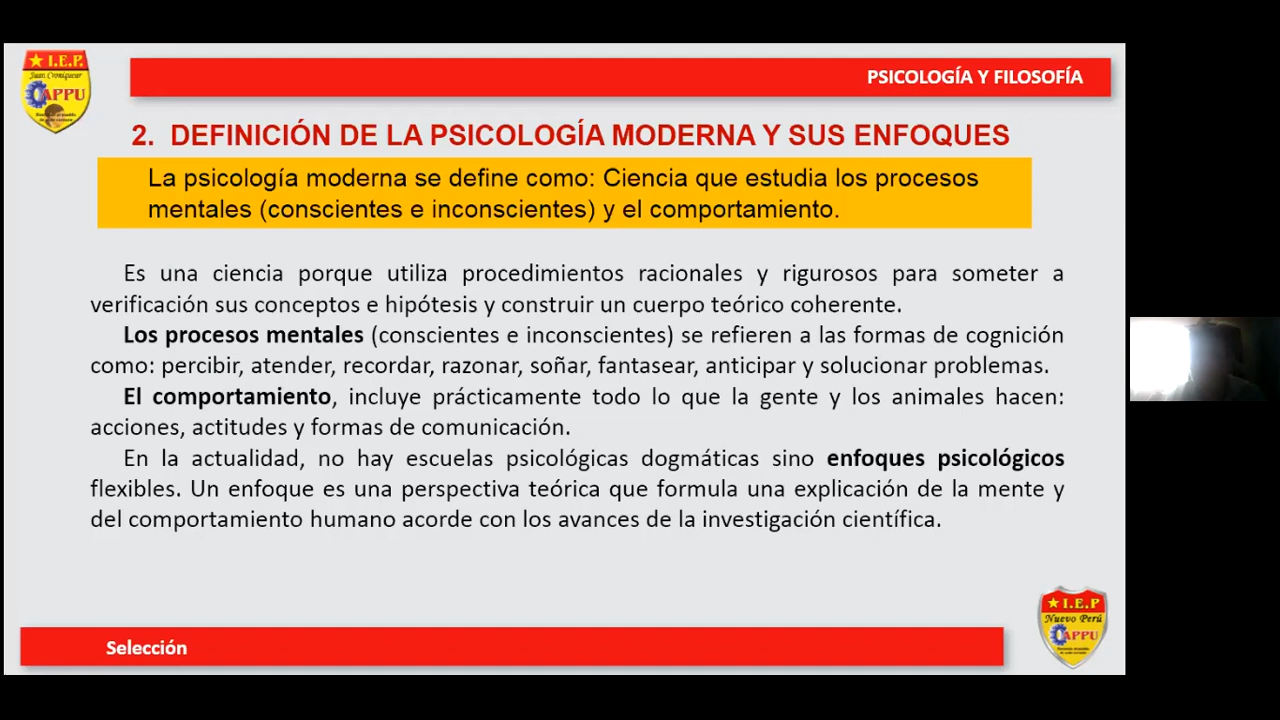 ★ I.E.P.
Juan Croniqueur
CAPPU
PSICOLOGÍA Y FILOSOFÍA
2. DEFINICIÓN DE LA PSICOLOGÍA MODERNA Y SUS ENFOQUES
La psicología moderna se define como: Ciencia que estudia los procesos
mentales (conscientes e inconscientes) y el comportamiento.
Es una ciencia porque utiliza procedimientos racionales y rigurosos para someter a
verificación sus conceptos e hipótesis y construir un cuerpo teórico coherente.
Los procesos mentales (conscientes e inconscientes) se refieren a las formas de cognición
como: percibir, atender, recordar, razonar, soñar, fantasear, anticipar y solucionar problemas.
El comportamiento, incluye prácticamente todo lo que la gente y los animales hacen:
acciones, actitudes y formas de comunicación.
En la actualidad, no hay escuelas psicológicas dogmáticas sino enfoques psicológicos
flexibles. Un enfoque es una perspectiva teórica que formula una explicación de la mente y
del comportamiento humano acorde con los avances de la investigación científica.
★ I.E.P
Nuevo Perú
CAPPU
Selección